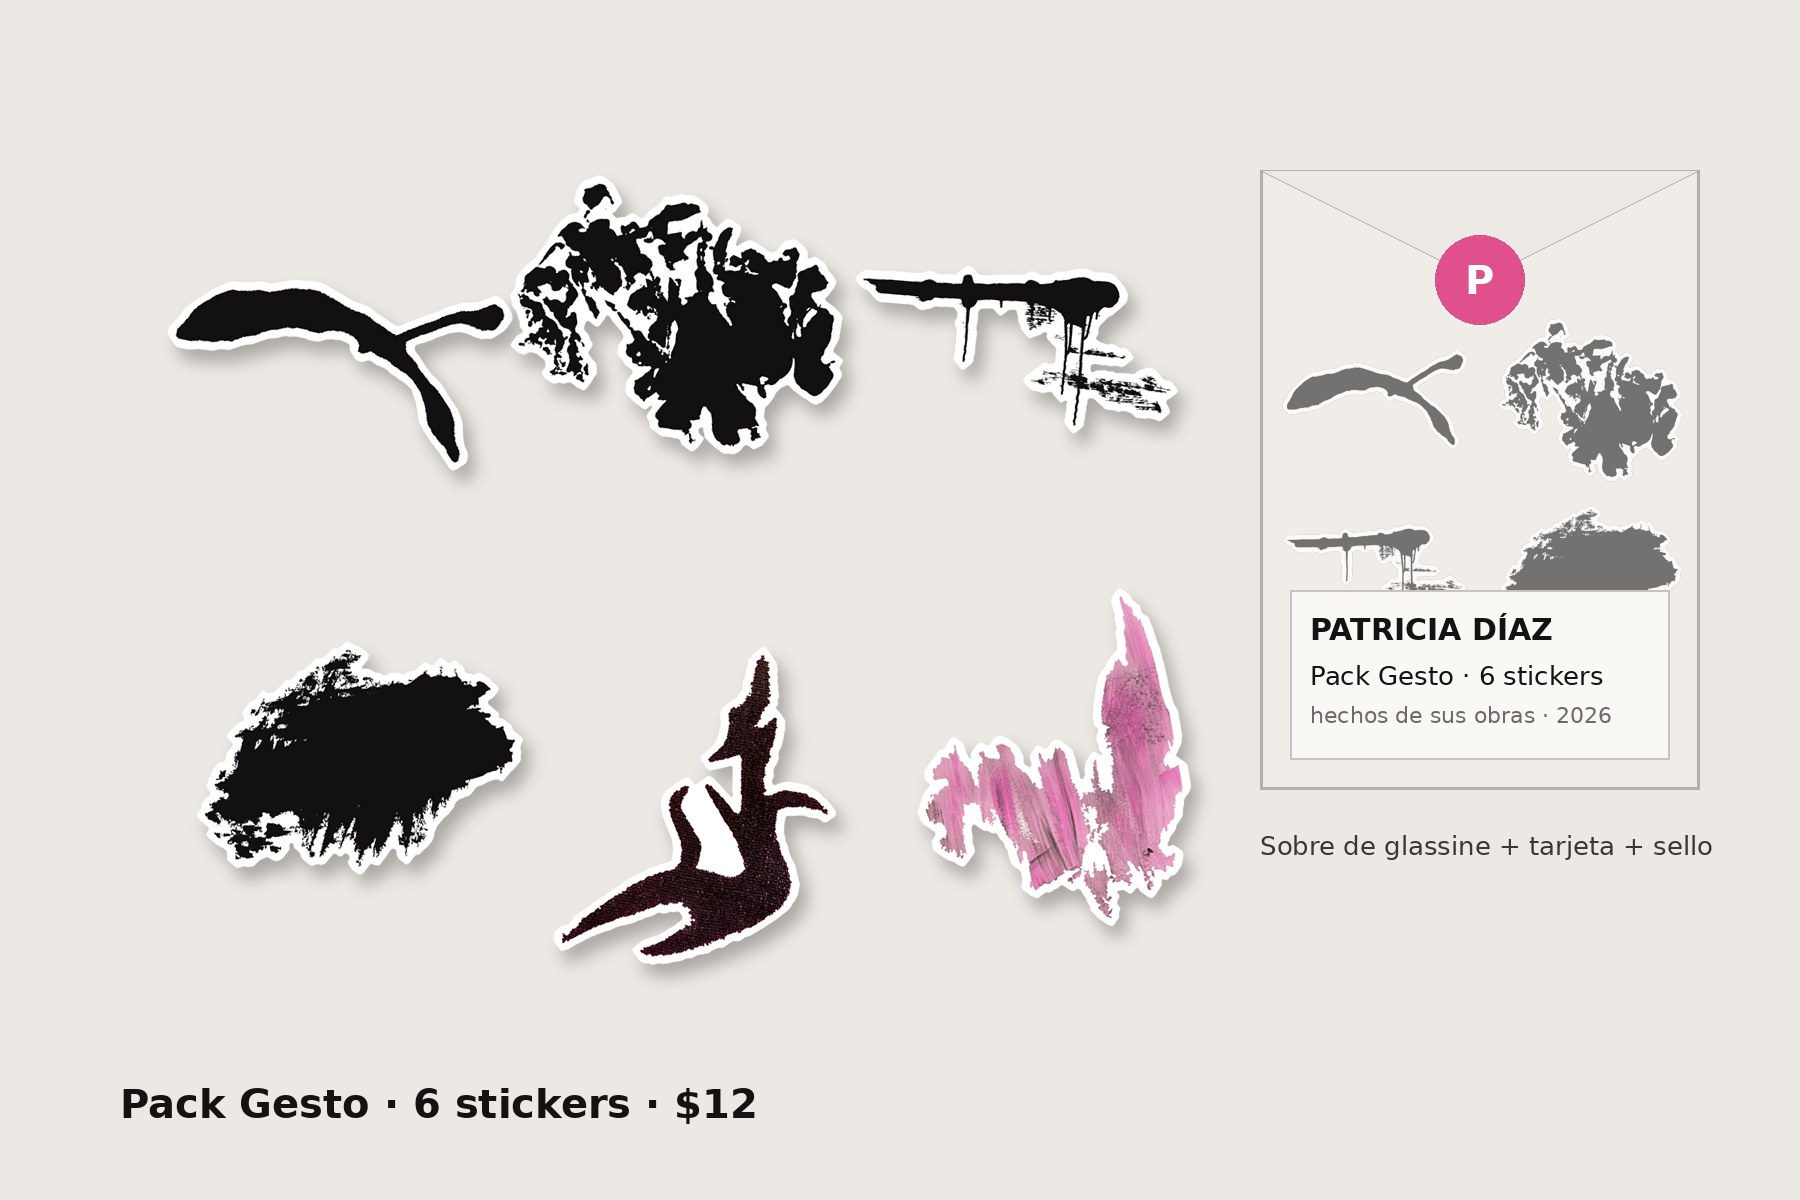 P
PATRICIA DÍAZ
Pack Gesto · 6 stickers
hechos de sus obras · 2026
Sobre de glassine + tarjeta + sello
Pack Gesto · 6 stickers · $12